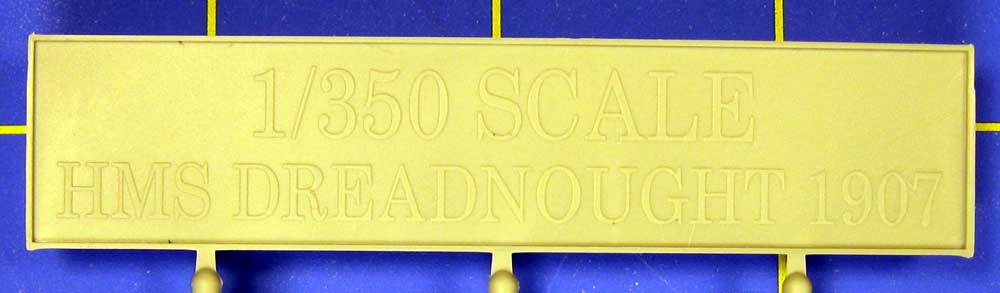 1/350 SCALE
HMS DREADNOUGHT 1907